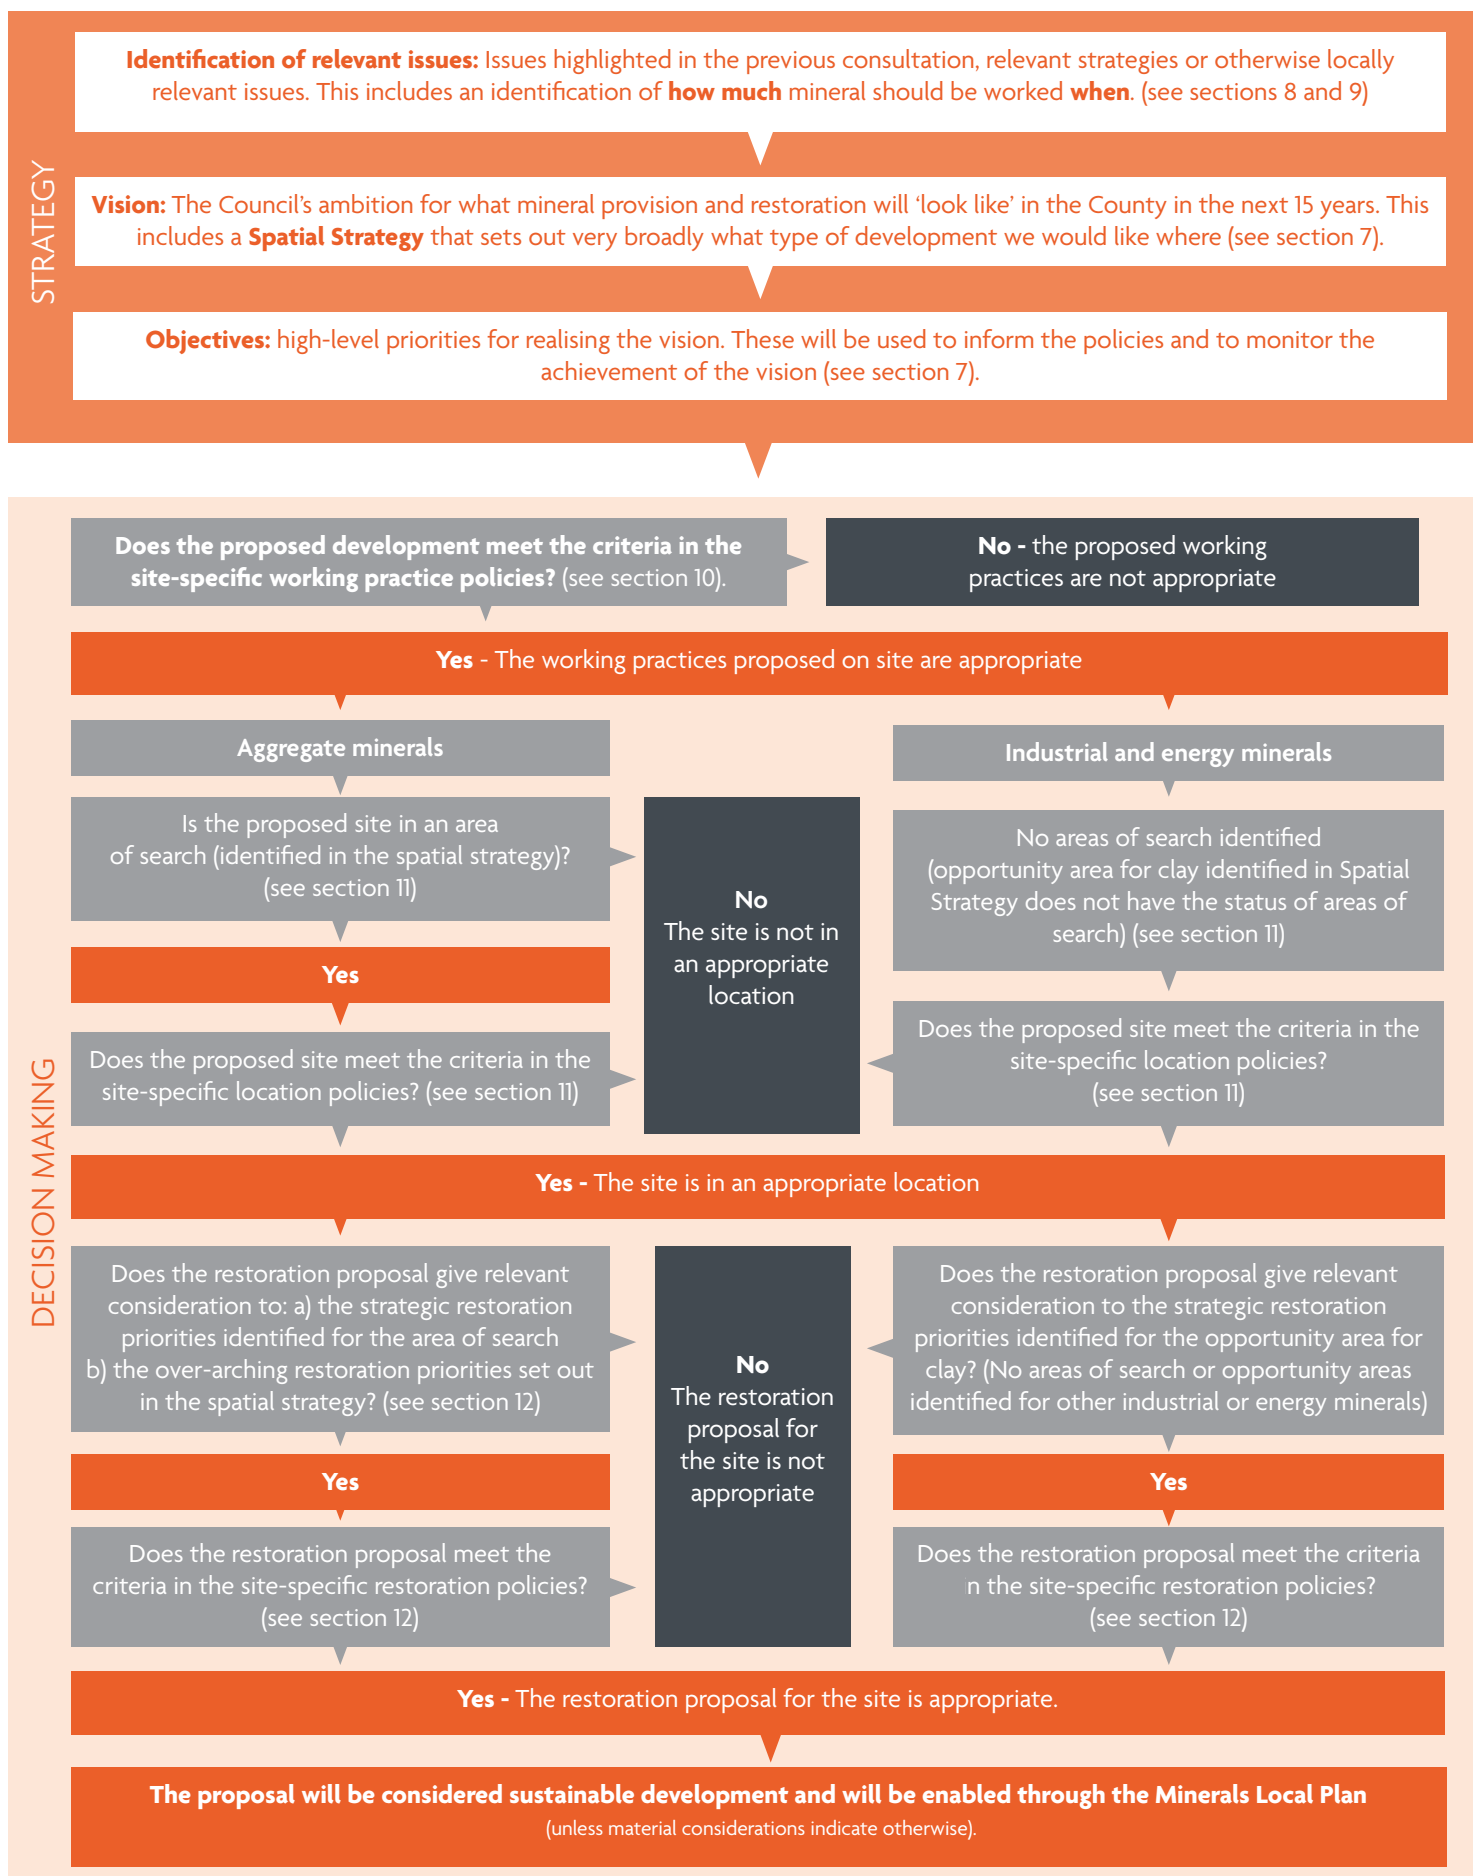 STRATEGY
Identification of relevant issues: Issues highlighted in the previous consultation, relevant strategies or otherwise locally
relevant issues. This includes an identification of how much mineral should be worked when. (see sections 8 and 9)
Vision: The Council's ambition for what mineral provision and restoration will 'look like' in the County in the next 15 years. This
includes a Spatial Strategy that sets out very broadly what type of development we would like where (see section 7).
Objectives: high-level priorities for realising the vision. These will be used to inform the policies and to monitor the
achievement of the vision (see section 7).
DECISION MAKING
Does the proposed development meet the criteria in the
site-specific working practice policies? (see section 10).
No - the proposed working
practices are not appropriate
Yes - The working practices proposed on site are appropriate
Aggregate minerals
Is the proposed site in an area
of search (identified in the spatial strategy)?
(see section 11)
Yes
Does the proposed site meet the criteria in the
site-specific location policies? (see section 11)
No
The site is not in
an appropriate
location
Industrial and energy minerals
No areas of search identified
(opportunity area for clay identified in Spatial
Strategy does not have the status of areas of
search) (see section 11)
Does the proposed site meet the criteria in the
site-specific location policies?
(see section 11)
Yes - The site is in an appropriate location
Does the restoration proposal give relevant
consideration to: a) the strategic restoration
priorities identified for the area of search
b) the over-arching restoration priorities set out
in the spatial strategy? (see section 12)
Yes
Does the restoration proposal meet the
criteria in the site-specific restoration policies?
(see section 12)
No
The restoration
proposal for
the site is not
appropriate
Does the restoration proposal give relevant
consideration to the strategic restoration
priorities identified for the opportunity area for
clay? (No areas of search or opportunity areas
identified for other industrial or energy minerals)
Yes
Does the restoration proposal meet the criteria
n the site-specific restoration policies?
(see section 12)
Yes - The restoration proposal for the site is appropriate.
The proposal will be considered sustainable development and will be enabled through the Minerals Local Plan
(unless material considerations indicate otherwise).